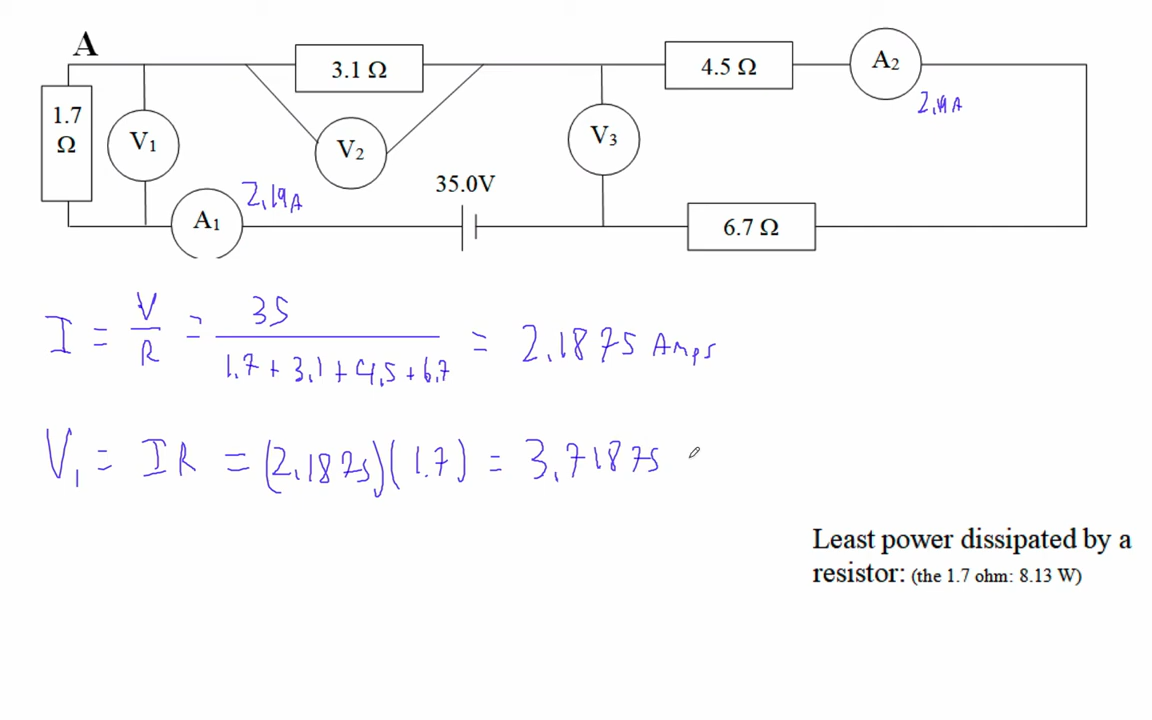 A
3.1 Ω
4.5 Ω
A2
2.19A
1.7
Ω
V1
V2
V3
35.0V
2.19A
A1
6.7 Ω
I = V/R = 35/(1.7+3.1+4.5+6.7) = 2.1875 Amps
V1 = IR = (2.1875)(1.7) = 3.71875
Least power dissipated by a
resistor: (the 1.7 ohm: 8.13 W)